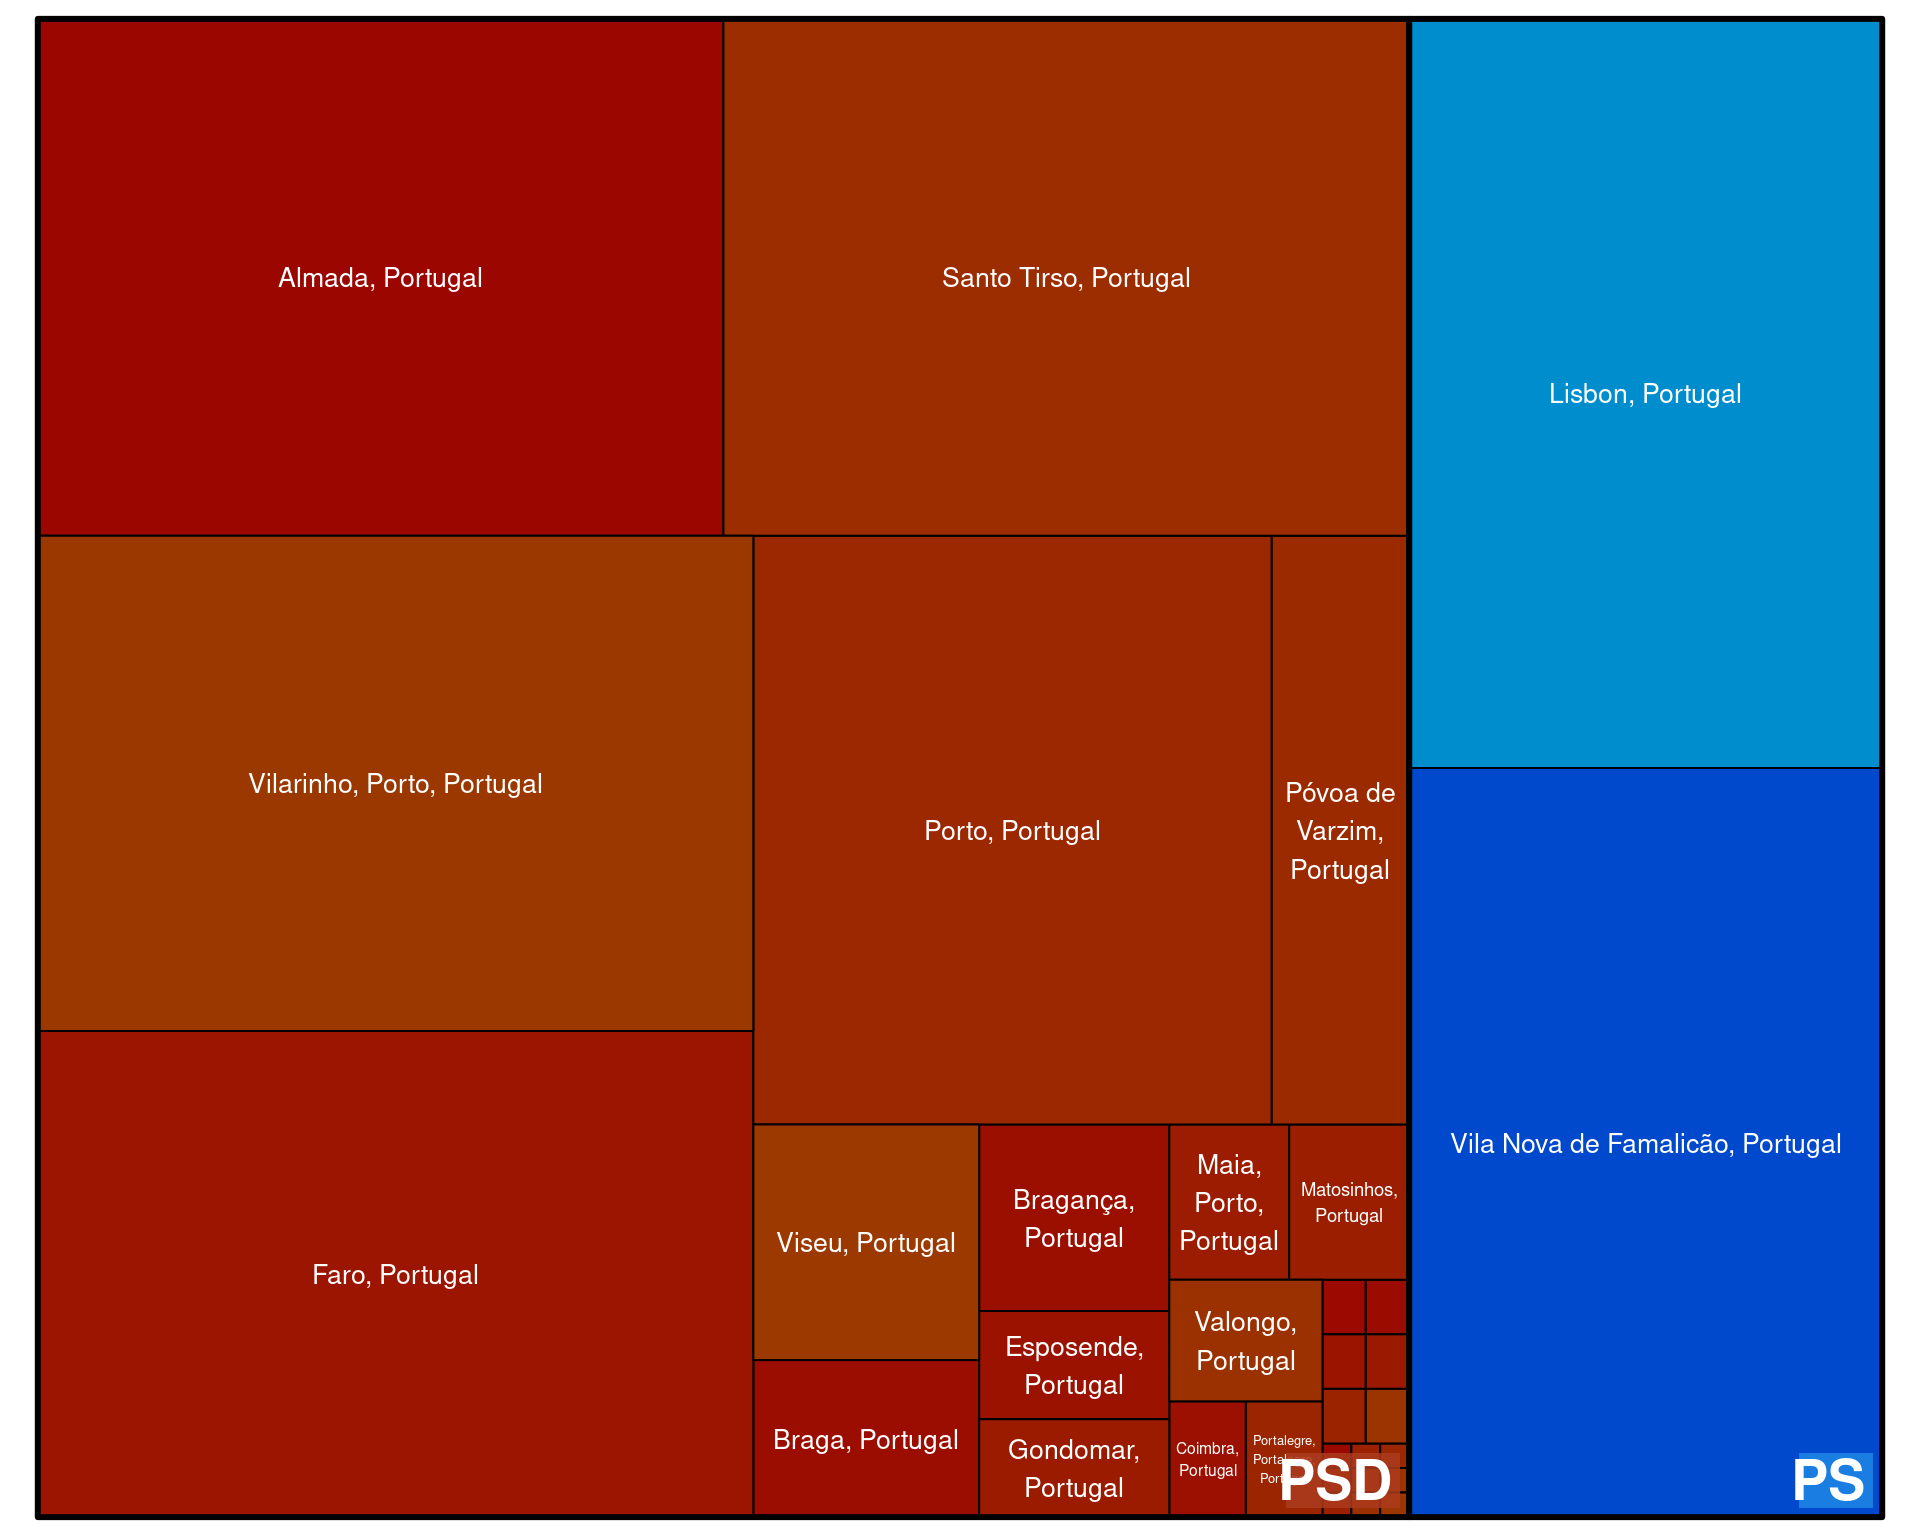 Almada, Portugal
Santo Tirso, Portugal
Lisbon, Portugal
Vilarinho, Porto, Portugal
Porto, Portugal
Póvoa de
Varzim,
Portugal
Faro, Portugal
Vila Nova de Famalicão, Portugal
Viseu, Portugal
Bragança,
Portugal
Maia,
Porto,
Portugal
Matosinhos,
Portugal
Esposende,
Portugal
Valongo,
Portugal
Braga, Portugal
Gondomar,
Portugal
Coimbra,
Portugal
Portalegre,
PSD
PS